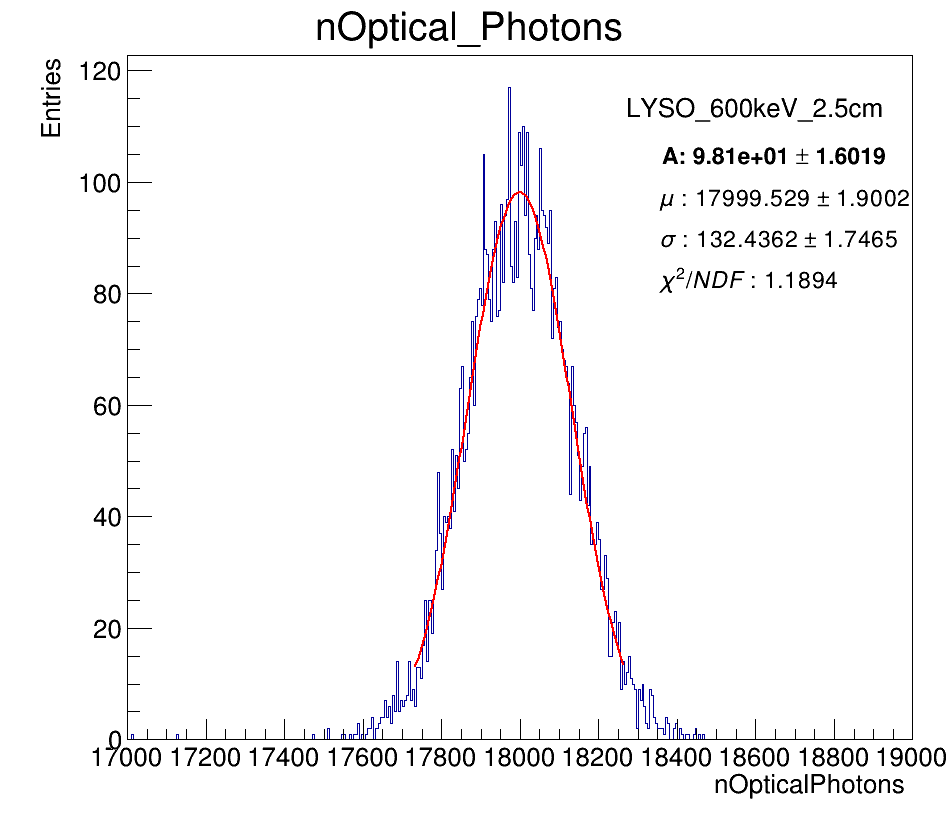 nOptical_Photons
Entries
120
100
80
60
40
20
0
LYSO_600keV_2.5cm
A: 9.81e+01 ± 1.6019
μ : 17999.529 ± 1.9002
σ : 132.4362 ± 1.7465
χ²/NDF : 1.1894
17000 17200 17400 17600 17800 18000 18200 18400 18600 18800 19000
nOpticalPhotons